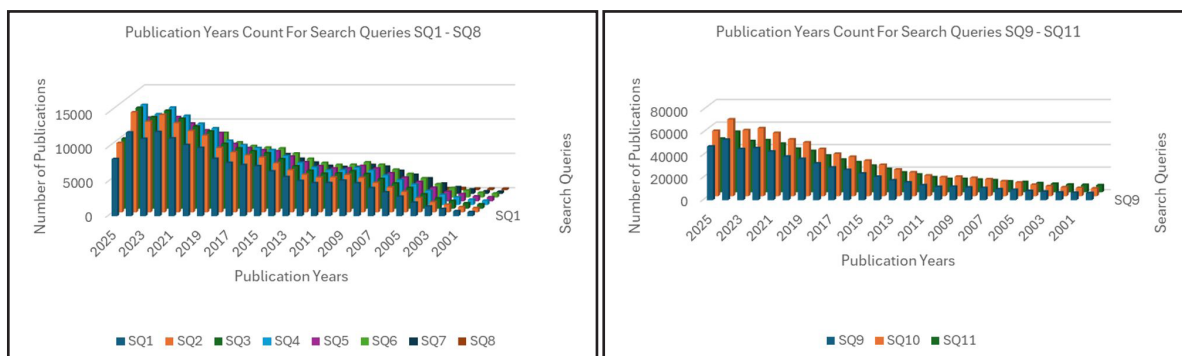 Publication Years Count For Search Queries SQ1 - SQ8
Number of Publications
15000
10000
5000
0
2025
2023
2021
2019
2017
2015
2013
2011
2009
2007
2005
2003
2001
SQ1
Search Queries
Publication Years
SQ1 SQ2 SQ3 SQ4 SQ5 SQ6 SQ7 SQ8
Publication Years Count For Search Queries SQ9 - SQ11
Number of Publications
80000
60000
40000
20000
0
2025
2023
2021
2019
2017
2015
2013
2011
2009
2007
2005
2003
2001
SQ9
Search Queries
Publication Years
SQ9 SQ10 SQ11